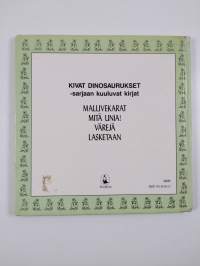 KIVAT DINOSAURUKSET
-sarjaan kuuluvat kirjat
MALLIVEKARAT
MITÄ UNIA!
VÄREJÄ
LASKETAAN